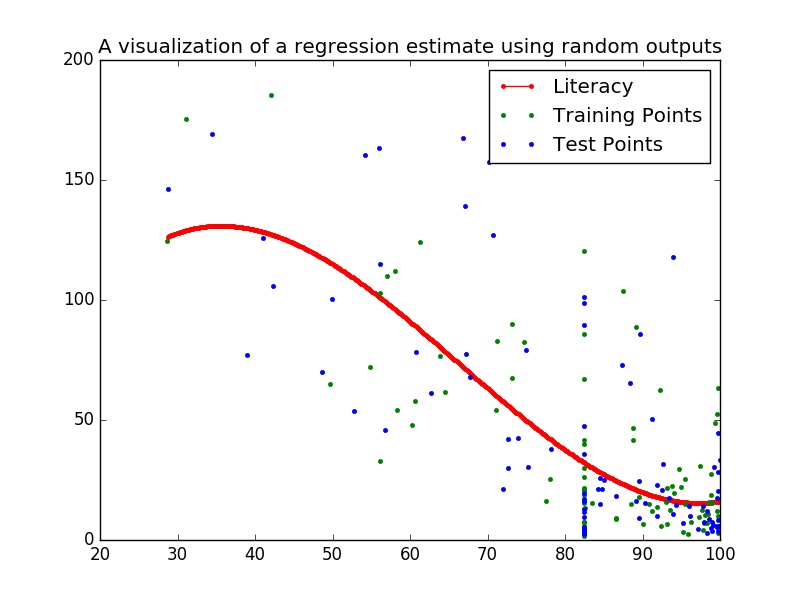 A visualization of a regression estimate using random outputs
200
150
100
50
0
20 30 40 50 60 70 80 90 100
Literacy
Training Points
Test Points